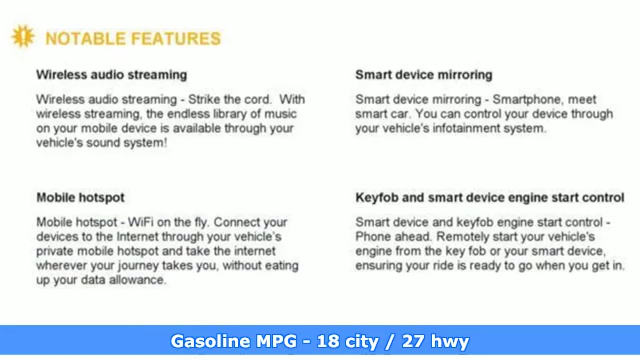 NOTABLE FEATURES
Wireless audio streaming
Wireless audio streaming - Strike the cord. With
wireless streaming, the endless library of music
on your mobile device is available through your
vehicle's sound system!
Smart device mirroring
Smart device mirroring - Smartphone, meet
smart car. You can control your device through
your vehicle's infotainment system.
Mobile hotspot
Mobile hotspot - WiFi on the fly. Connect your
devices to the Internet through your vehicle's
private mobile hotspot and take the internet
wherever your journey takes you, without eating
up your data allowance.
Keyfob and smart device engine start control
Smart device and keyfob engine start control -
Phone ahead. Remotely start your vehicle's
engine from the key fob or your smart device,
ensuring your ride is ready to go when you get in.
Gasoline MPG - 18 city / 27 hwy